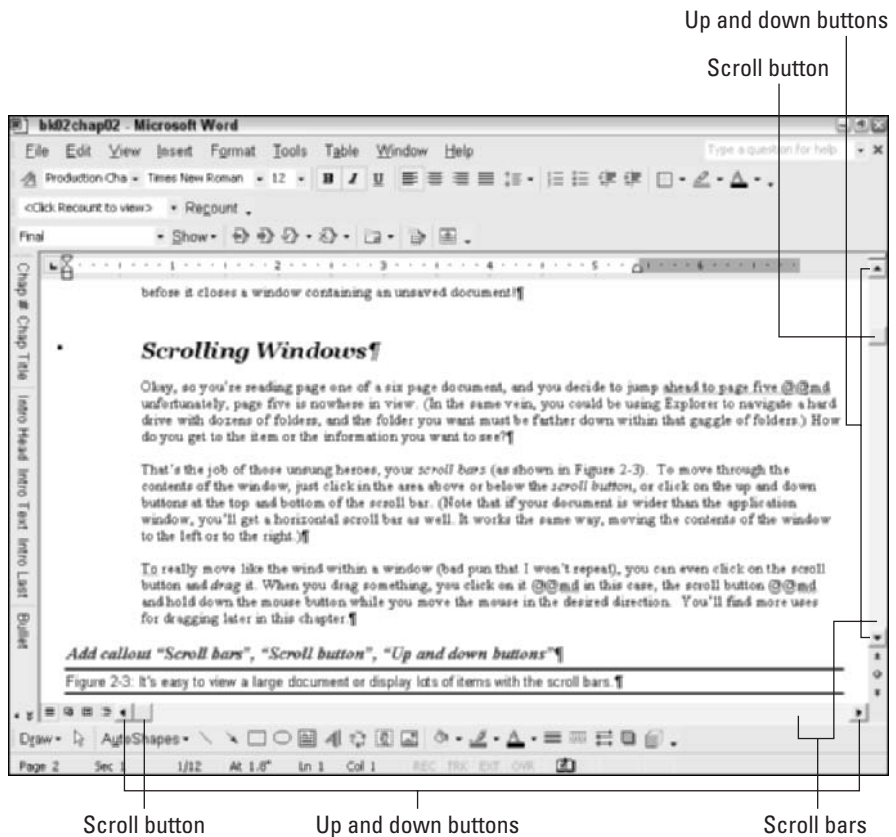 Up and down buttons
Scroll button
bk02chap02 - Microsoft Word
File Edit View Insert Format Tools Table Window Help
Type a question for help
Production Cha Times New Roman 12 B I U
<Click Recount to view> Recount
Final Show
1 2 3 4 5 6
before it closes a window containing an unsaved document!¶
Scrolling Windows¶
Okay, so you're reading page one of a six page document, and you decide to jump ahead to page five @@md
unfortunately, page five is nowhere in view. (In the same vein, you could be using Explorer to navigate a hard
drive with dozens of folders, and the folder you want must be farther down within that gaggle of folders.) How
do you get to the item or the information you want to see?¶
That's the job of those unsung heroes, your scroll bars (as shown in Figure 2-3). To move through the
contents of the window, just click in the area above or below the scroll button, or click on the up and down
buttons at the top and bottom of the scroll bar. (Note that if your document is wider than the application
window, you'll get a horizontal scroll bar as well. It works the same way, moving the contents of the window
to the left or to the right.)¶
To really move like the wind within a window (bad pun that I won't repeat), you can even click on the scroll
button and drag it. When you drag something, you click on it @@md in this case, the scroll button @@md
and hold down the mouse button while you move the mouse in the desired direction. You'll find more uses
for dragging later in this chapter.¶
Add callout "Scroll bars", "Scroll button", "Up and down buttons"¶
Figure 2-3: It's easy to view a large document or display lots of items with the scroll bars.¶
Chap # Chap Title Intro Head Intro Text Intro Last Bullet
Draw AutoShapes
Page 2 Sec 1 1/12 At 1.8" Ln 1 Col 1 REC TRK EXT OVR
Scroll button Up and down buttons Scroll bars